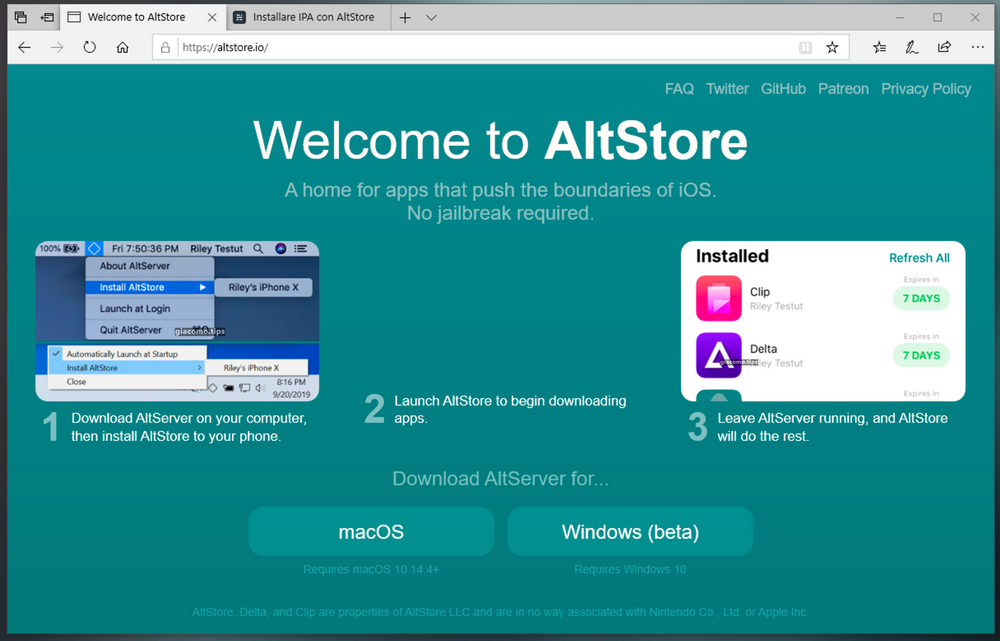 Welcome to AltStore
Installare IPA con AltStore
https://altstore.io/
FAQ Twitter GitHub Patreon Privacy Policy
Welcome to AltStore
A home for apps that push the boundaries of iOS.
No jailbreak required.
100% Fri 7:50:36 PM Riley Testut
About AltServer
Install AltStore
Riley's iPhone X
Launch at Login
Quit AltServer
giacomo.tips
Automatically Launch at Startup
Install AltStore
Riley's iPhone X
Close
8:16 PM
9/20/2019
1 Download AltServer on your computer,
then install AltStore to your phone.
2 Launch AltStore to begin downloading
apps.
Installed Refresh All
Expires in
Clip
Riley Testut
7 DAYS
Expires in
Delta
Riley Testut
7 DAYS
Expires in
3 Leave AltServer running, and AltStore
will do the rest.
Download AltServer for...
macOS
Windows (beta)
Requires macOS 10.14.4+
Requires Windows 10
AltStore, Delta, and Clip are properties of AltStore LLC and are in no way associated with Nintendo Co., Ltd. or Apple Inc.